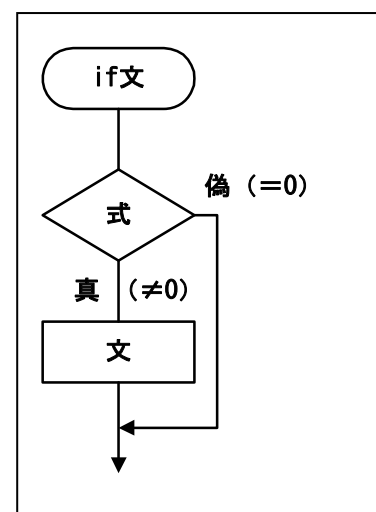 if文
偽 (=0)
式
真 (≠0)
文